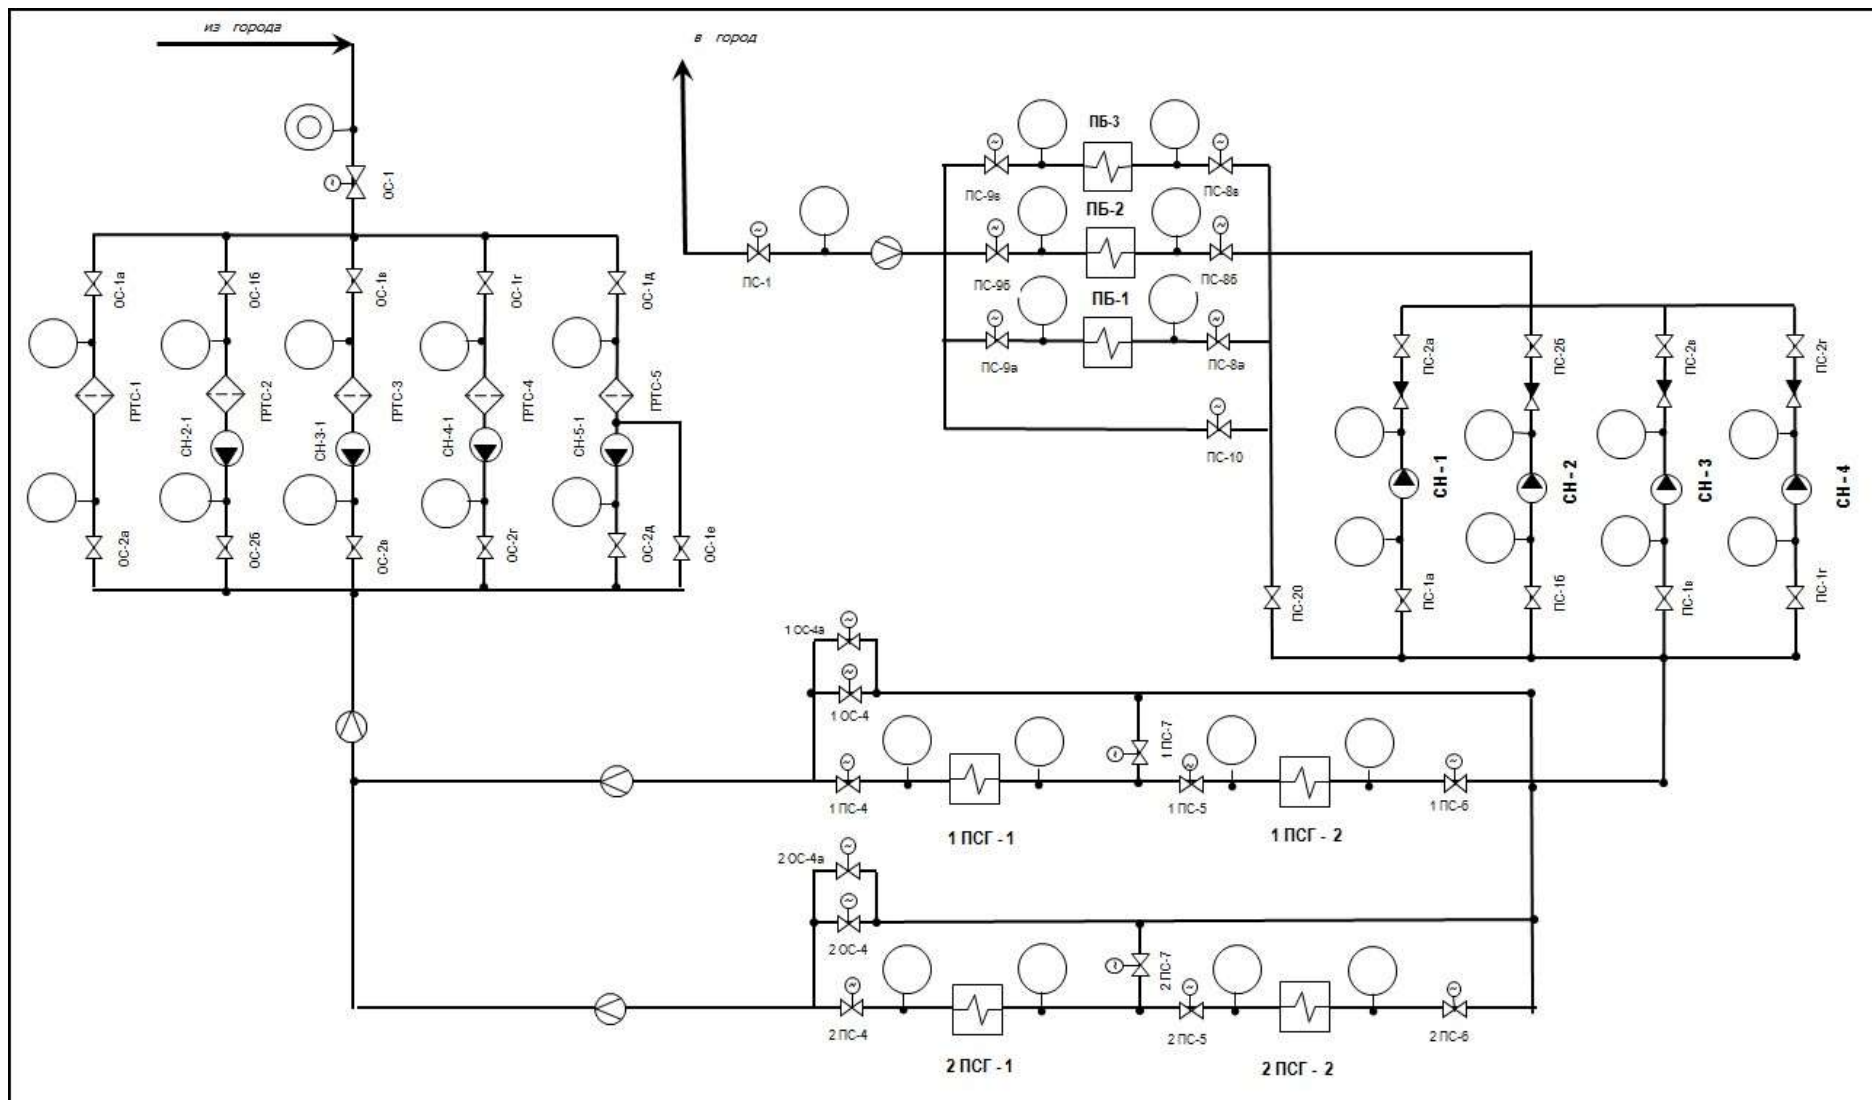 из города
в город
ОС-1
ПБ-3
ПС-9в
ПС-8в
ПБ-2
ПС-1
ПС-9б
ПС-8б
ПБ-1
ПС-9а
ПС-8а
ПС-10
ОС-1а
ОС-1б
ОС-1в
ОС-1г
ОС-1д
ГРТС-1
ГРТС-2
ГРТС-3
ГРТС-4
ГРТС-5
СН-2-1
СН-3-1
СН-4-1
СН-5-1
ОС-2а
ОС-2б
ОС-2в
ОС-2г
ОС-2д
ОС-1е
ПС-2а
ПС-2б
ПС-2в
ПС-2г
СН - 1
СН - 2
СН - 3
СН - 4
ПС-20
ПС-1а
ПС-1б
ПС-1в
ПС-1г
1 ОС-4а
1 ОС-4
1 ПС-7
1 ПС-4
1 ПС-5
1 ПС-6
1 ПСГ - 1
1 ПСГ - 2
2 ОС-4а
2 ОС-4
2 ПС-7
2 ПС-4
2 ПС-5
2 ПС-6
2 ПСГ - 1
2 ПСГ - 2